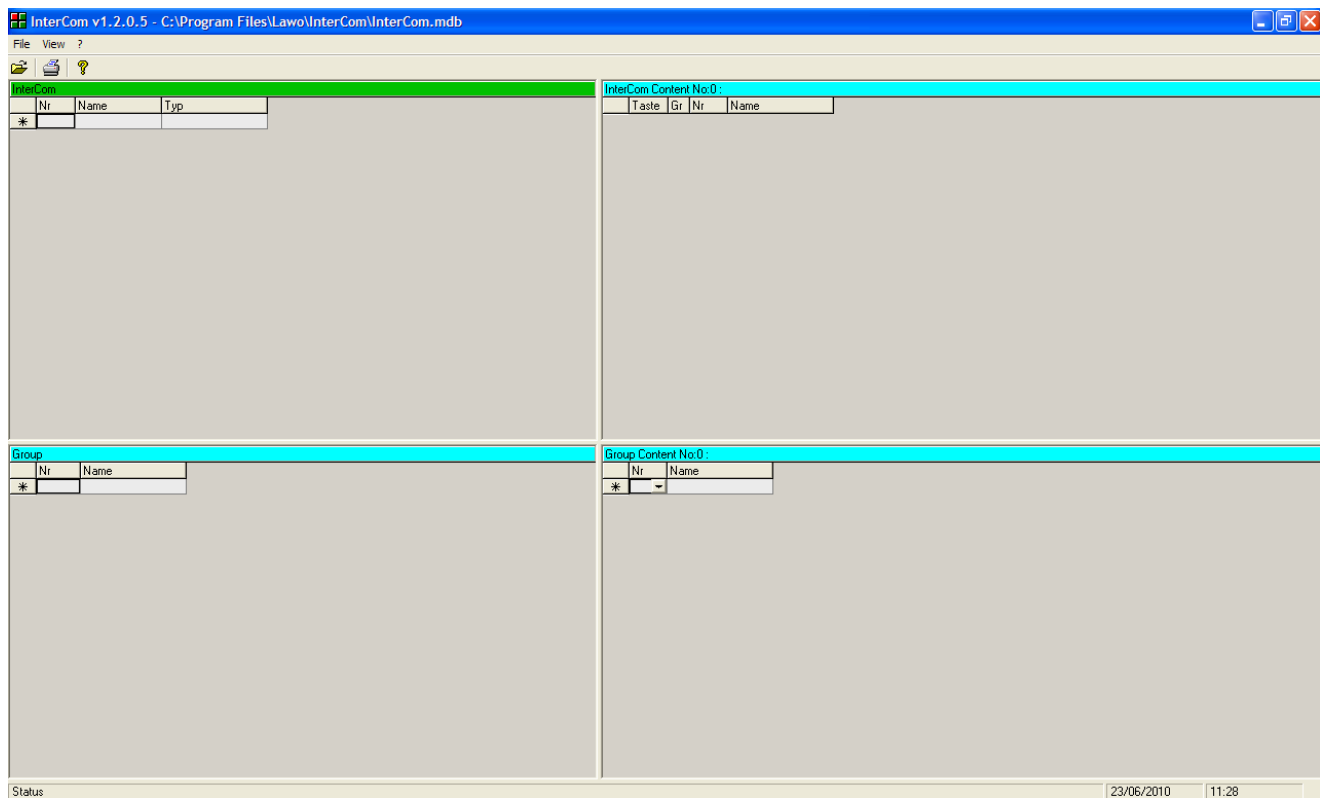 InterCom v1.2.0.5 - C:\Program Files\Lawo\InterCom\InterCom.mdb
File View ?
InterCom
Nr Name Typ
InterCom Content No:0 :
Taste Gr Nr Name
Group
Nr Name
Group Content No:0 :
Nr Name
Status 23/06/2010 11:28